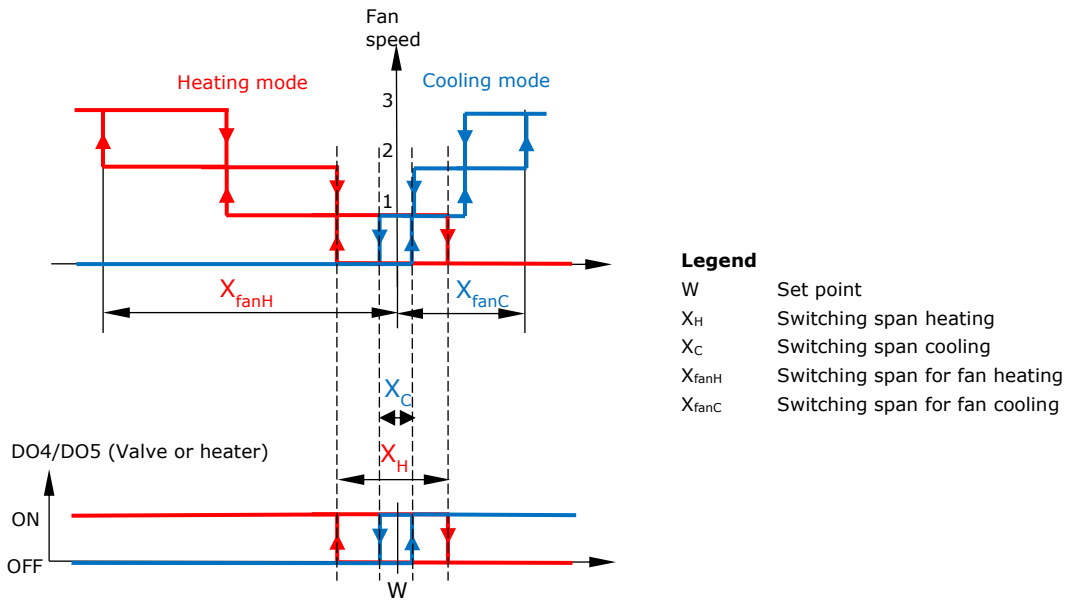 Fan
speed
Heating mode
Cooling mode
3
2
1
XfanH
XfanC
XC
XH
DO4/DO5 (Valve or heater)
ON
OFF
W
Legend
W Set point
XH Switching span heating
XC Switching span cooling
XfanH Switching span for fan heating
XfanC Switching span for fan cooling